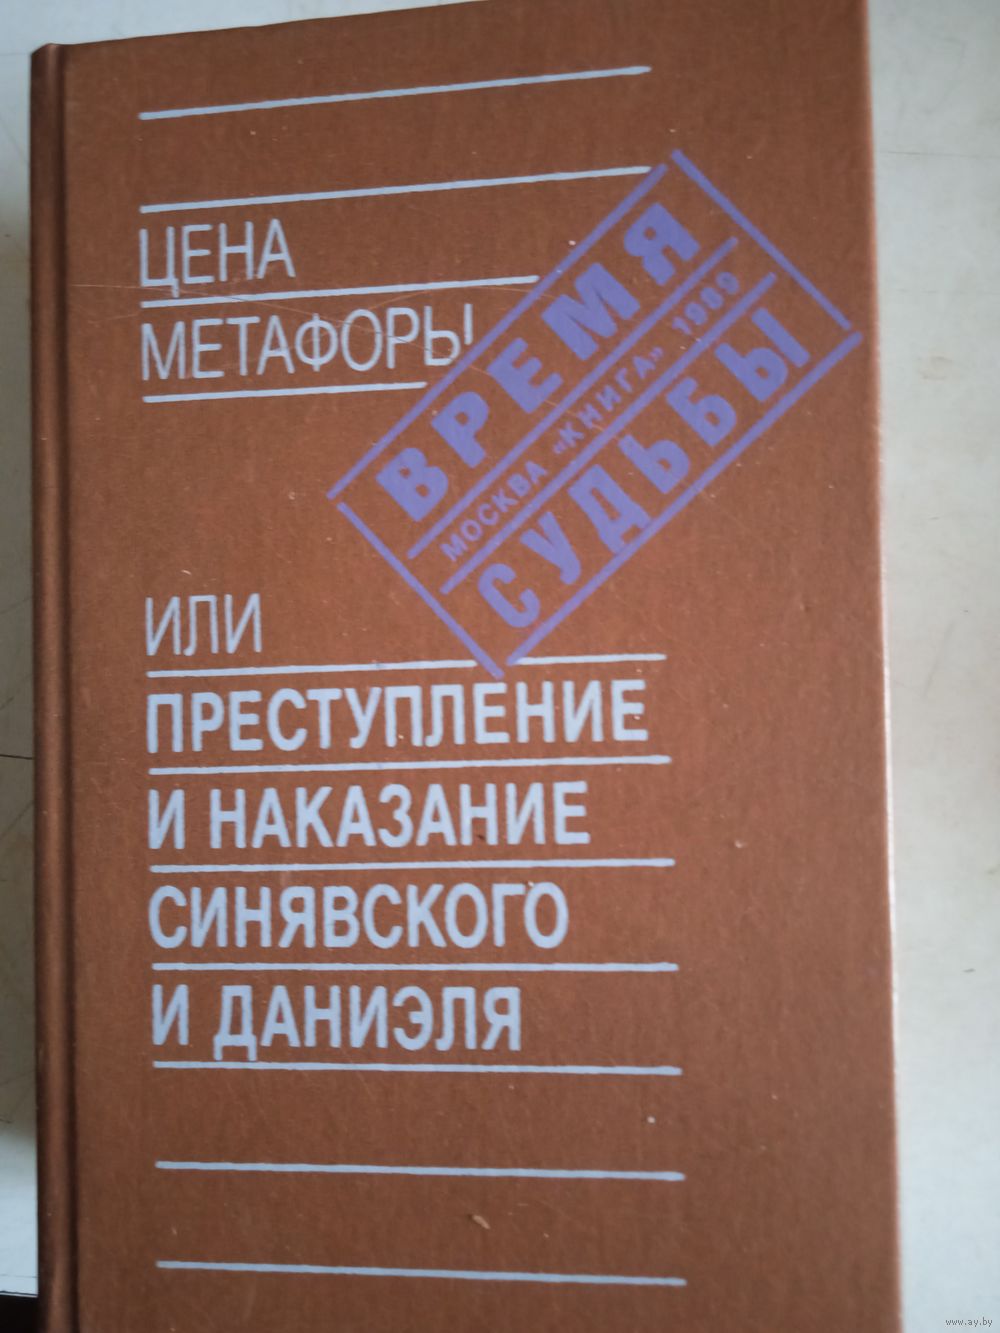 ЦЕНА
МЕТАФОРЫ
ВРЕМЯ
МОСКВА «КНИГА» 1989
СУДЬБЫ
ИЛИ
ПРЕСТУПЛЕНИЕ
И НАКАЗАНИЕ
СИНЯВСКОГО
И ДАНИЭЛЯ
www.ay.by